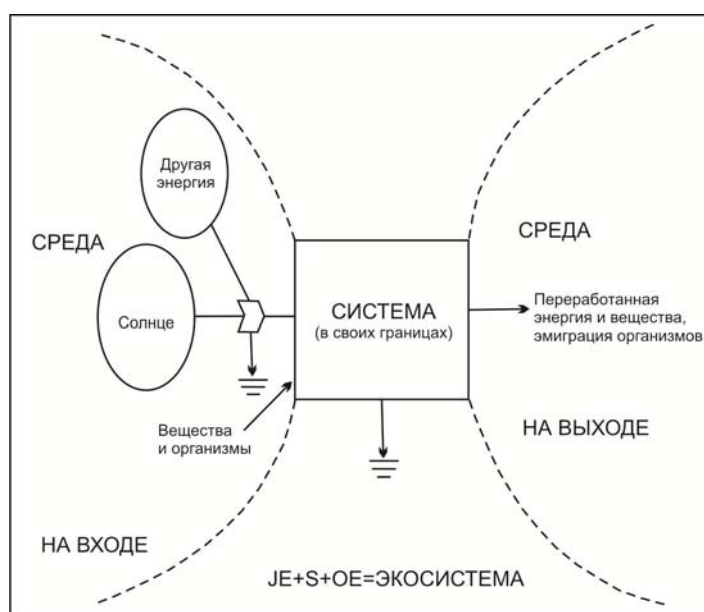 Другая
энергия
СРЕДА
СРЕДА
Солнце
СИСТЕМА
(в своих границах)
Переработанная
энергия и вещества,
эмиграция организмов
Вещества
и организмы
НА ВЫХОДЕ
НА ВХОДЕ
JE+S+OE=ЭКОСИСТЕМА